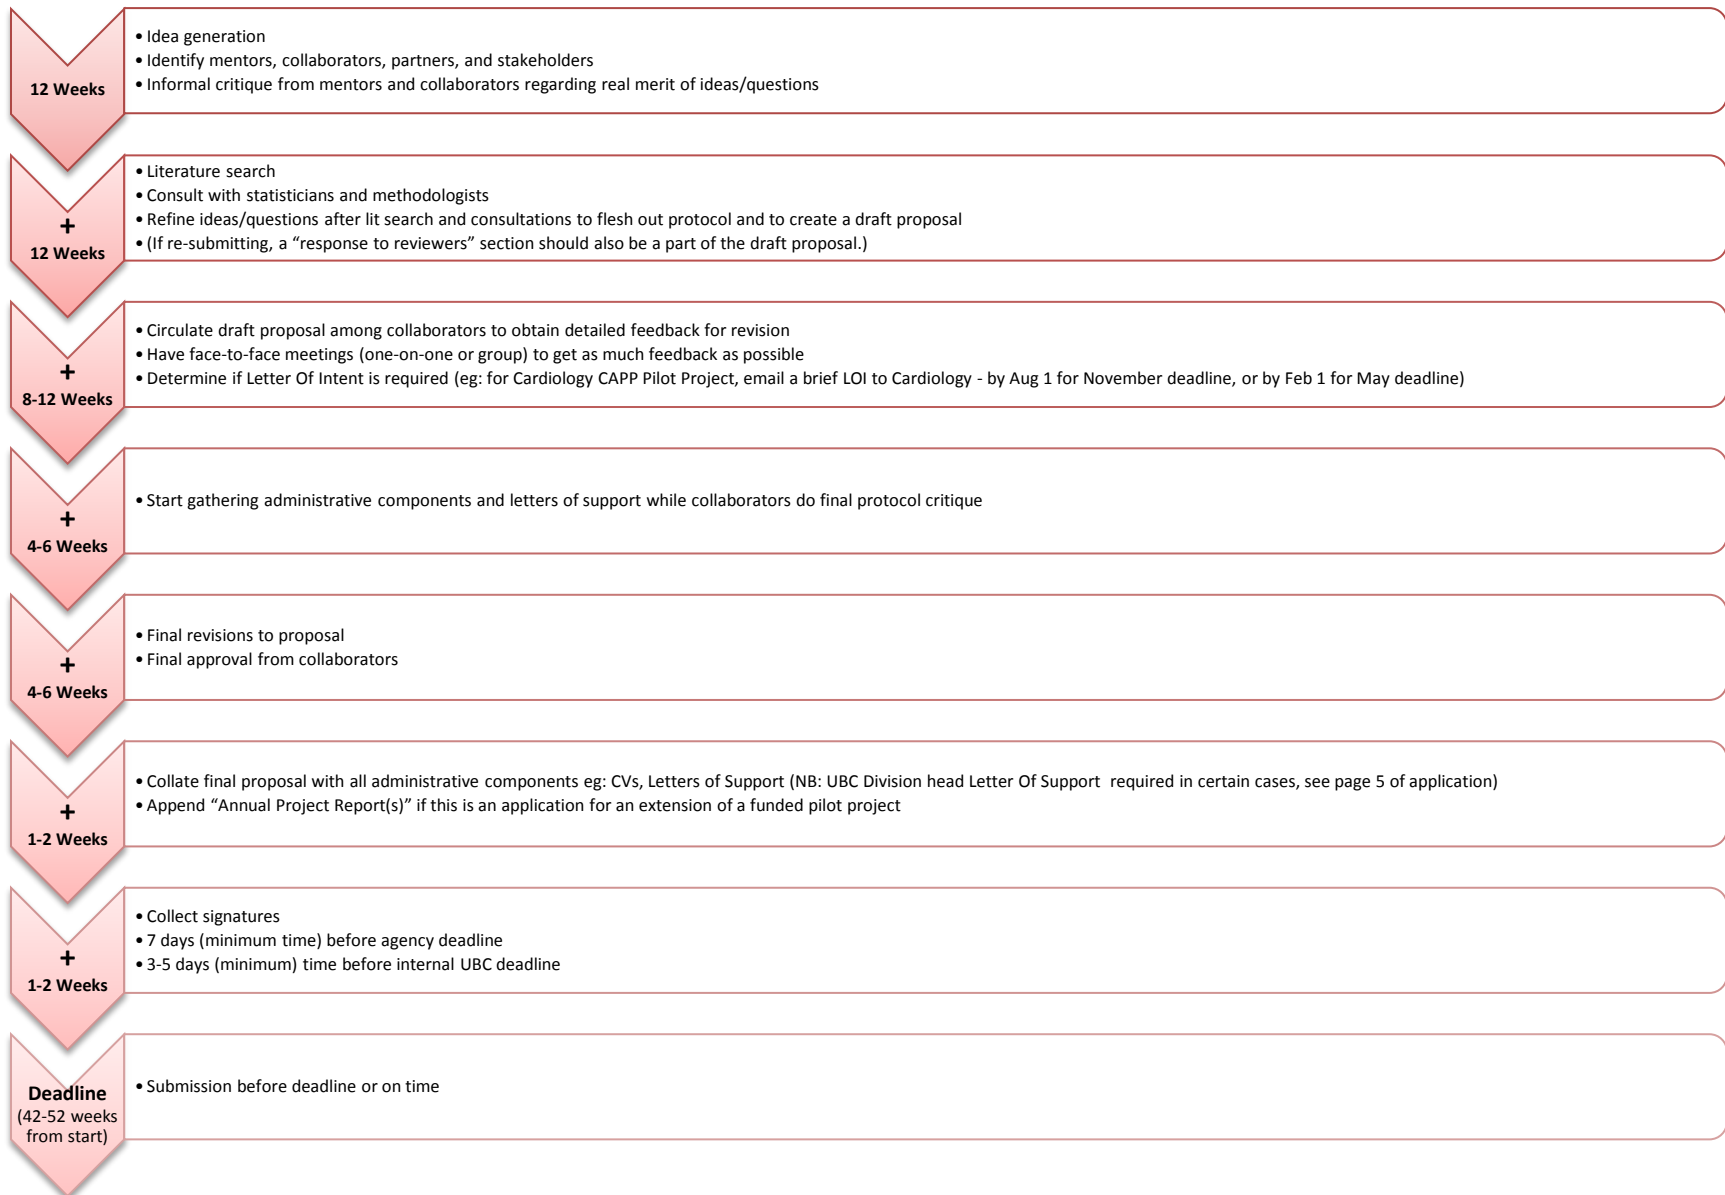 • Idea generation
• Identify mentors, collaborators, partners, and stakeholders
• Informal critique from mentors and collaborators regarding real merit of ideas/questions
12 Weeks
• Literature search
• Consult with statisticians and methodologists
• Refine ideas/questions after lit search and consultations to flesh out protocol and to create a draft proposal
• (If re-submitting, a “response to reviewers” section should also be a part of the draft proposal.)
+
12 Weeks
• Circulate draft proposal among collaborators to obtain detailed feedback for revision
• Have face-to-face meetings (one-on-one or group) to get as much feedback as possible
• Determine if Letter Of Intent is required (eg: for Cardiology CAPP Pilot Project, email a brief LOI to Cardiology - by Aug 1 for November deadline, or by Feb 1 for May deadline)
+
8-12 Weeks
• Start gathering administrative components and letters of support while collaborators do final protocol critique
+
4-6 Weeks
• Final revisions to proposal
• Final approval from collaborators
+
4-6 Weeks
• Collate final proposal with all administrative components eg: CVs, Letters of Support (NB: UBC Division head Letter Of Support required in certain cases, see page 5 of application)
• Append “Annual Project Report(s)” if this is an application for an extension of a funded pilot project
+
1-2 Weeks
• Collect signatures
• 7 days (minimum time) before agency deadline
• 3-5 days (minimum) time before internal UBC deadline
+
1-2 Weeks
• Submission before deadline or on time
Deadline
(42-52 weeks
from start)